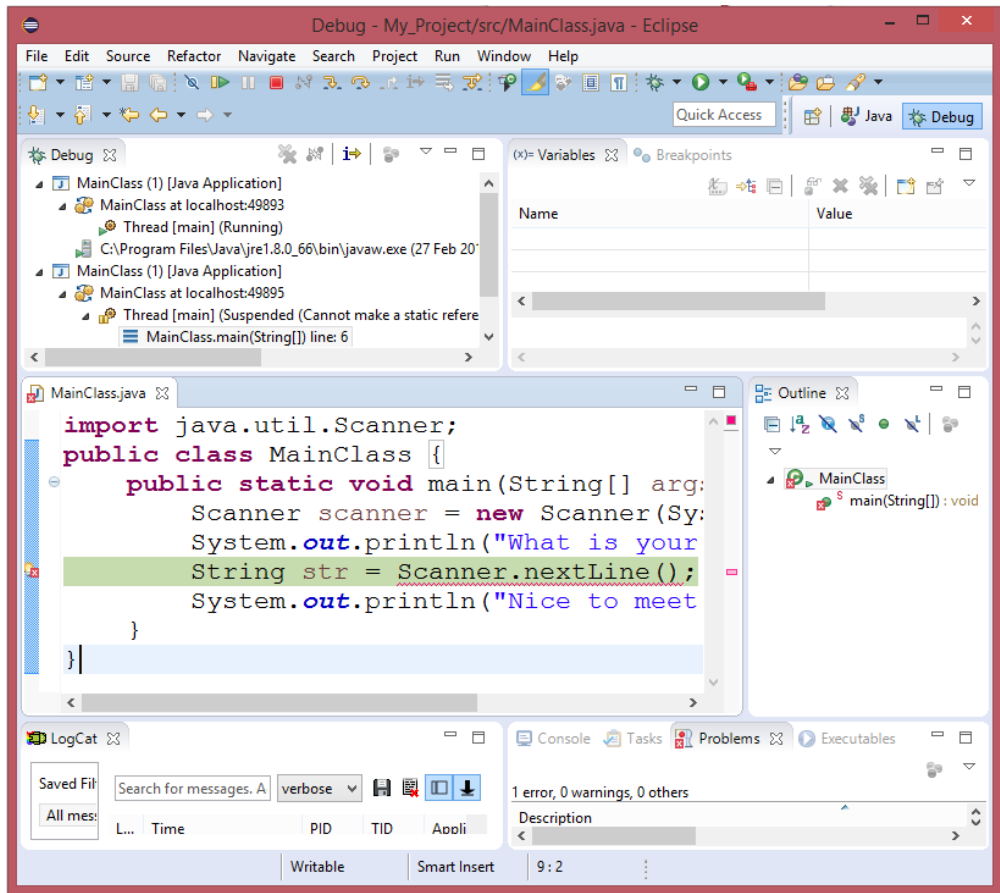 Debug - My_Project/src/MainClass.java - Eclipse
File Edit Source Refactor Navigate Search Project Run Window Help
Quick Access Java Debug
Debug
MainClass (1) [Java Application]
MainClass at localhost:49893
Thread [main] (Running)
C:\Program Files\Java\jre1.8.0_66\bin\javaw.exe (27 Feb 20
MainClass (1) [Java Application]
MainClass at localhost:49895
Thread [main] (Suspended (Cannot make a static refere
MainClass.main(String[]) line: 6
(x)= Variables Breakpoints
Name Value
MainClass.java
import java.util.Scanner;
public class MainClass {
public static void main(String[] arg
Scanner scanner = new Scanner(Sy
System.out.println("What is your
String str = Scanner.nextLine();
System.out.println("Nice to meet
}
}
Outline
MainClass
main(String[]) : void
LogCat
Saved Filt
All mess
Search for messages. A verbose
L... Time PID TID Appli
Console Tasks Problems Executables
1 error, 0 warnings, 0 others
Description
Writable Smart Insert 9 : 2